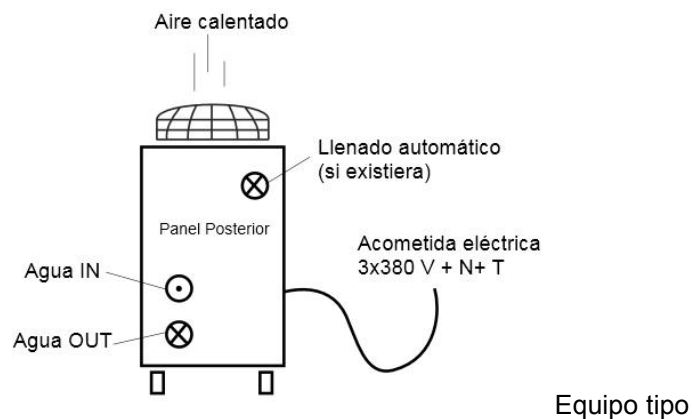 Aire calentado
Llenado automático
(si existiera)
Panel Posterior
Acometida eléctrica
3x380 V + N+ T
Agua IN
Agua OUT
Equipo tipo